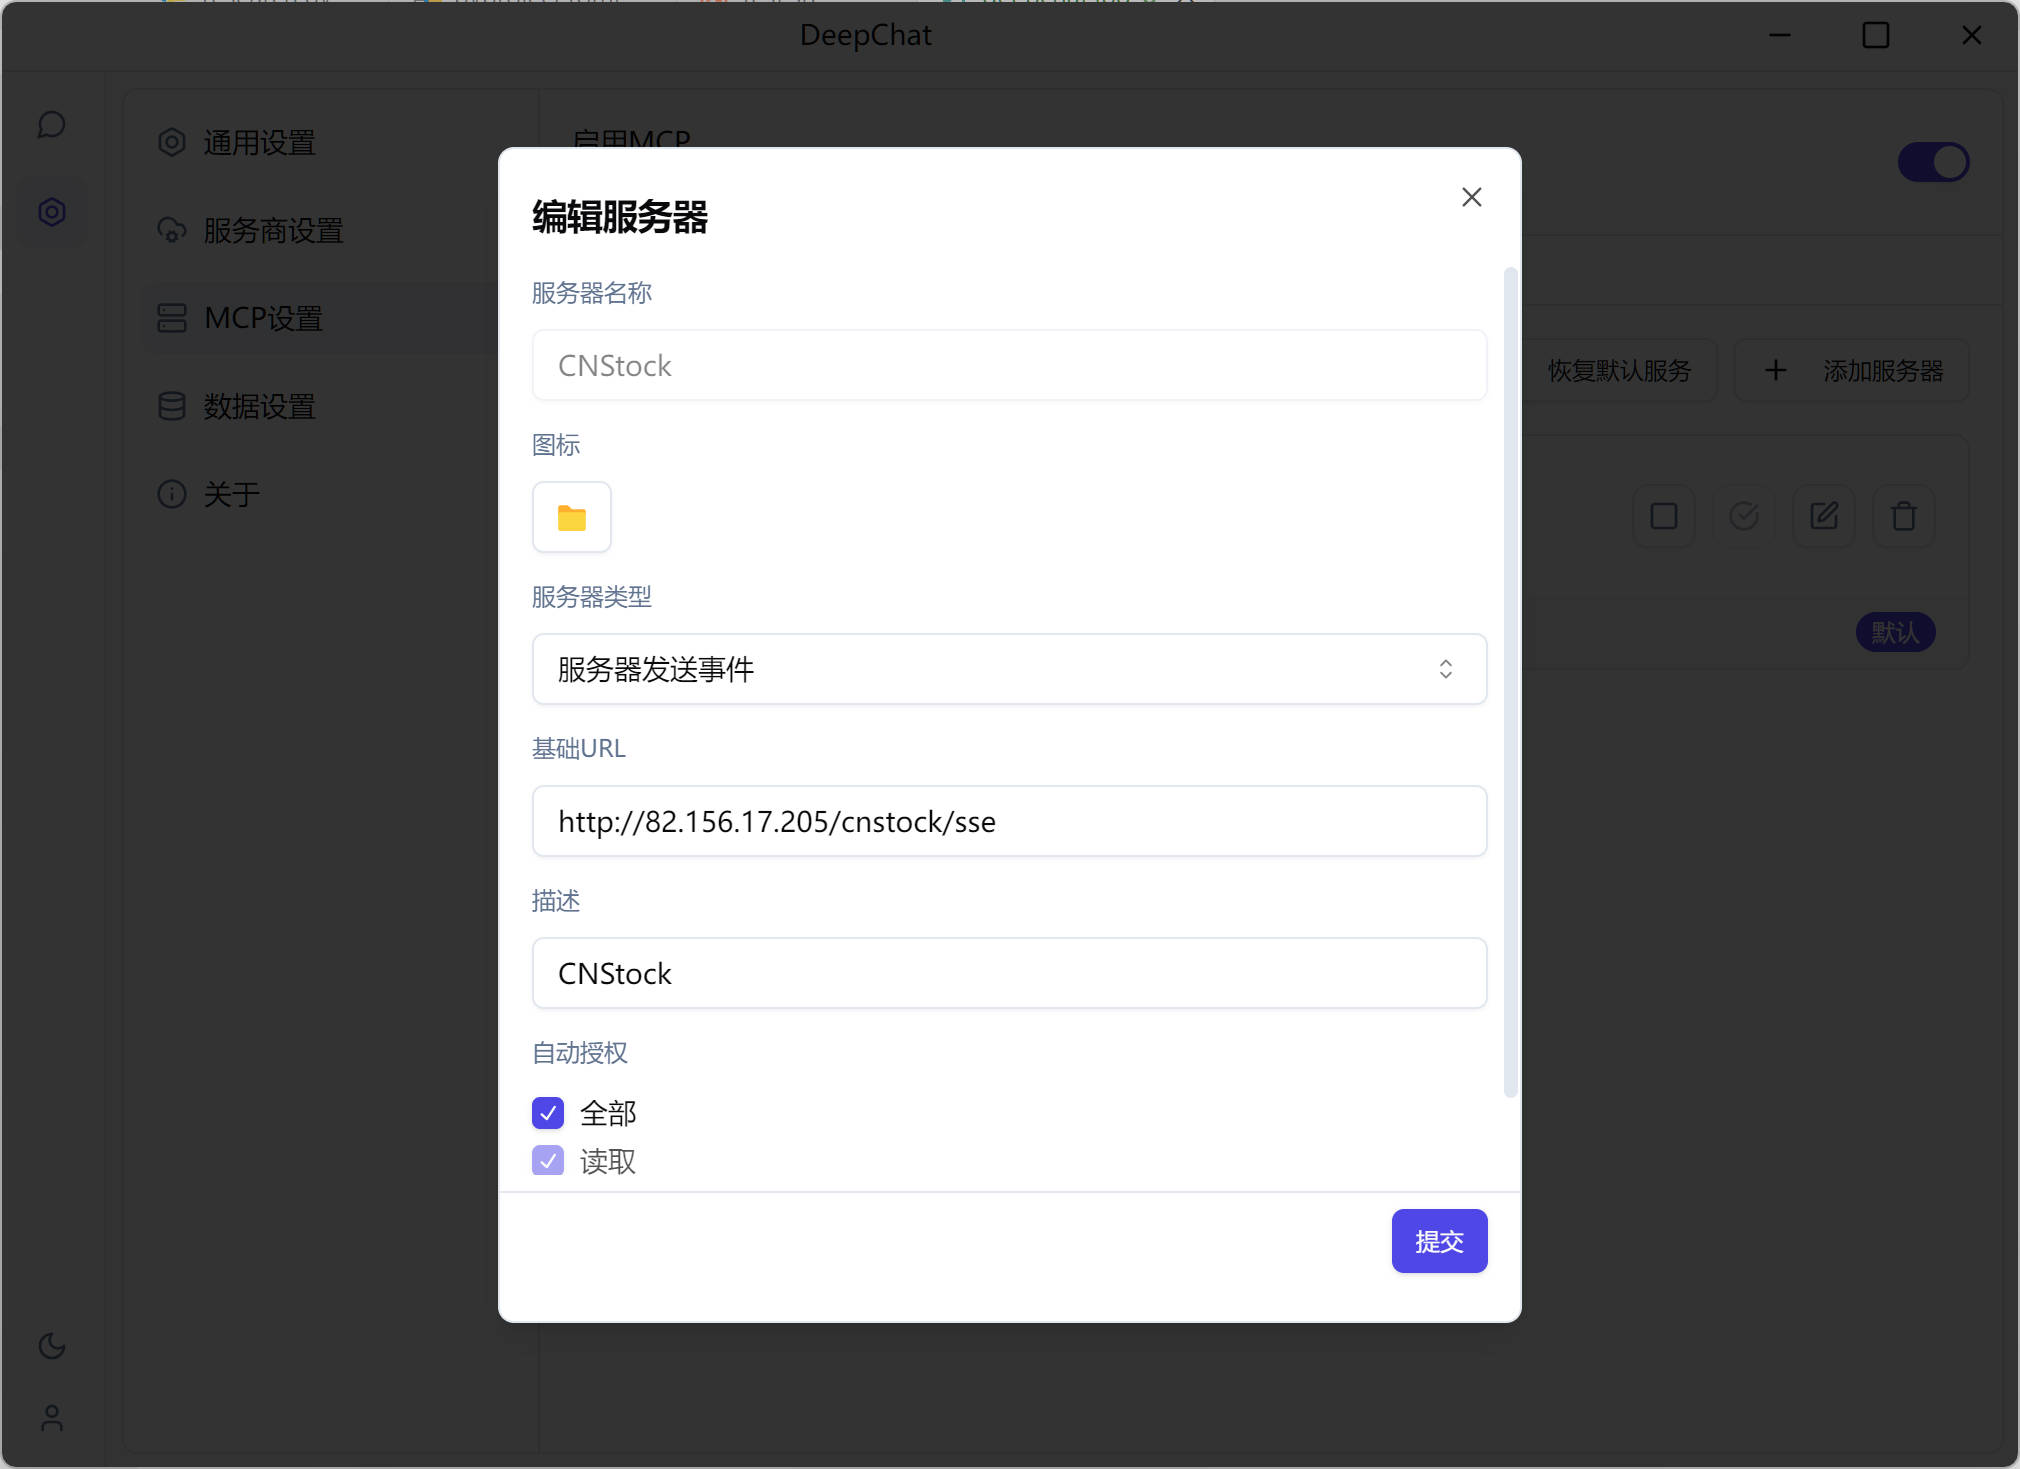 DeepChat
通用设置
服务商设置
MCP设置
数据设置
关于
启用MCP
恢复默认服务
添加服务器
默认
编辑服务器
服务器名称
CNStock
图标
服务器类型
服务器发送事件
基础URL
http://82.156.17.205/cnstock/sse
描述
CNStock
自动授权
全部
读取
提交